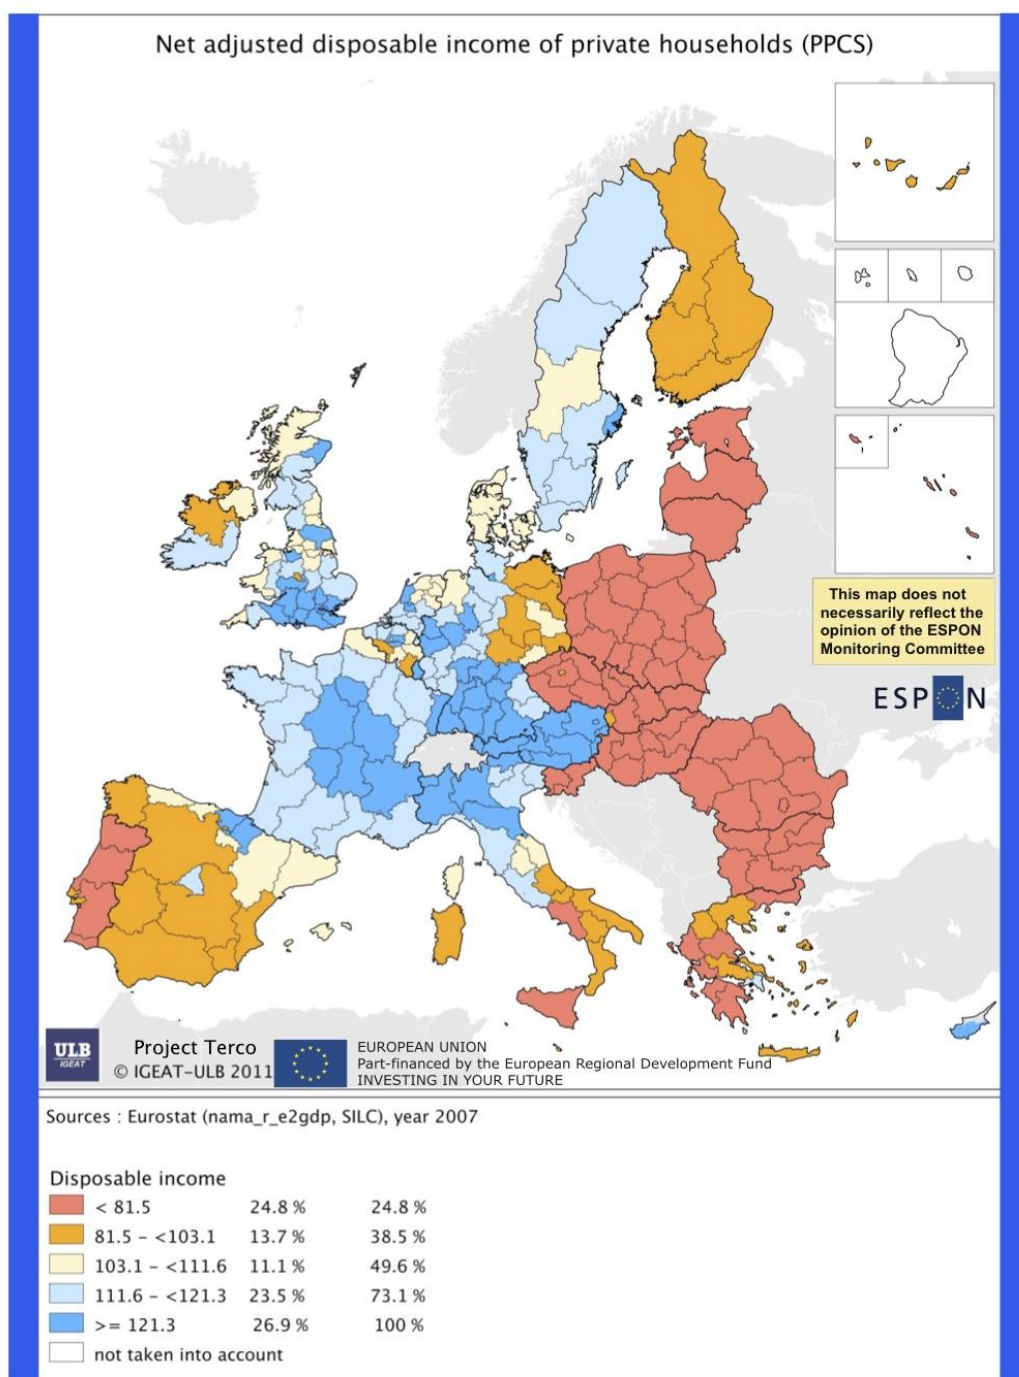 Net adjusted disposable income of private households (PPCS)
This map does not
necessarily reflect the
opinion of the ESPON
Monitoring Committee
ESPON
ULB
IGEAT
Project Terco
© IGEAT-ULB 2011
EUROPEAN UNION
Part-financed by the European Regional Development Fund
INVESTING IN YOUR FUTURE
Sources : Eurostat (nama_r_e2gdp, SILC), year 2007
Disposable income
< 81.5 24.8 % 24.8 %
81.5 - <103.1 13.7 % 38.5 %
103.1 - <111.6 11.1 % 49.6 %
111.6 - <121.3 23.5 % 73.1 %
>= 121.3 26.9 % 100 %
not taken into account